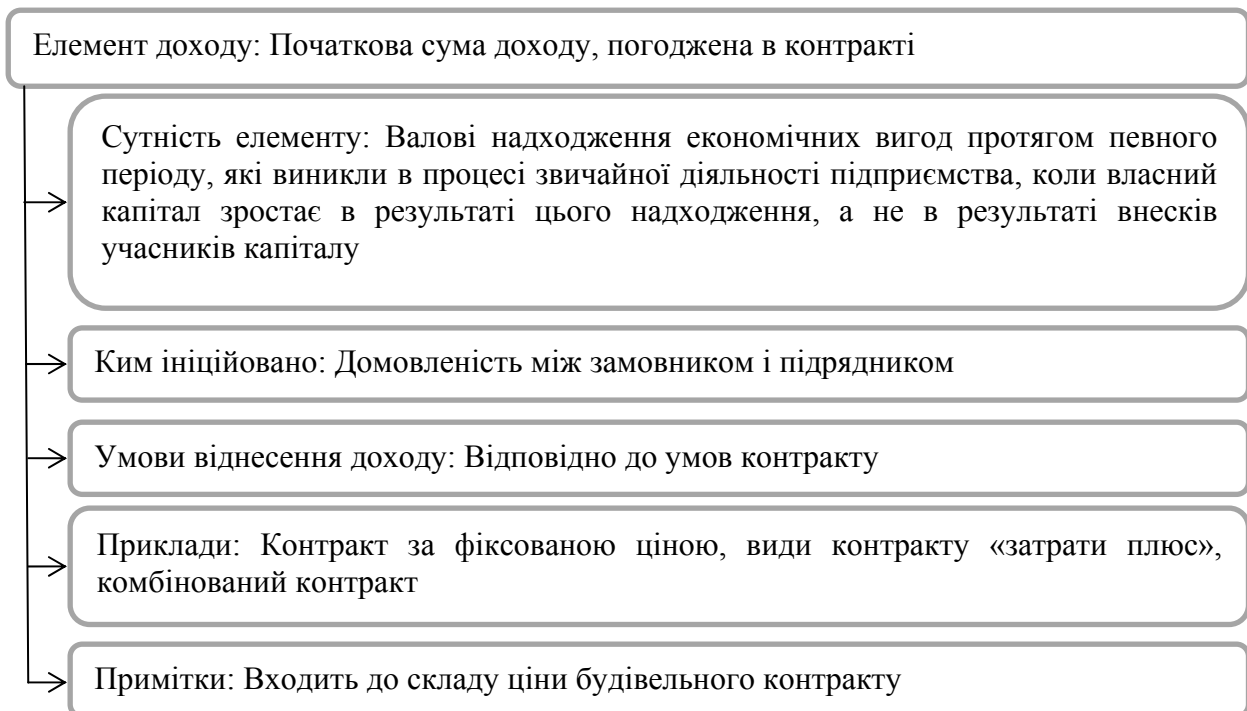 Елемент доходу: Початкова сума доходу, погоджена в контракті
Сутність елементу: Валові надходження економічних вигод протягом певного
періоду, які виникли в процесі звичайної діяльності підприємства, коли власний
капітал зростає в результаті цього надходження, а не в результаті внесків
учасників капіталу
Ким ініційовано: Домовленість між замовником і підрядником
Умови віднесення доходу: Відповідно до умов контракту
Приклади: Контракт за фіксованою ціною, види контракту «затрати плюс»,
комбінований контракт
Примітки: Входить до складу ціни будівельного контракту